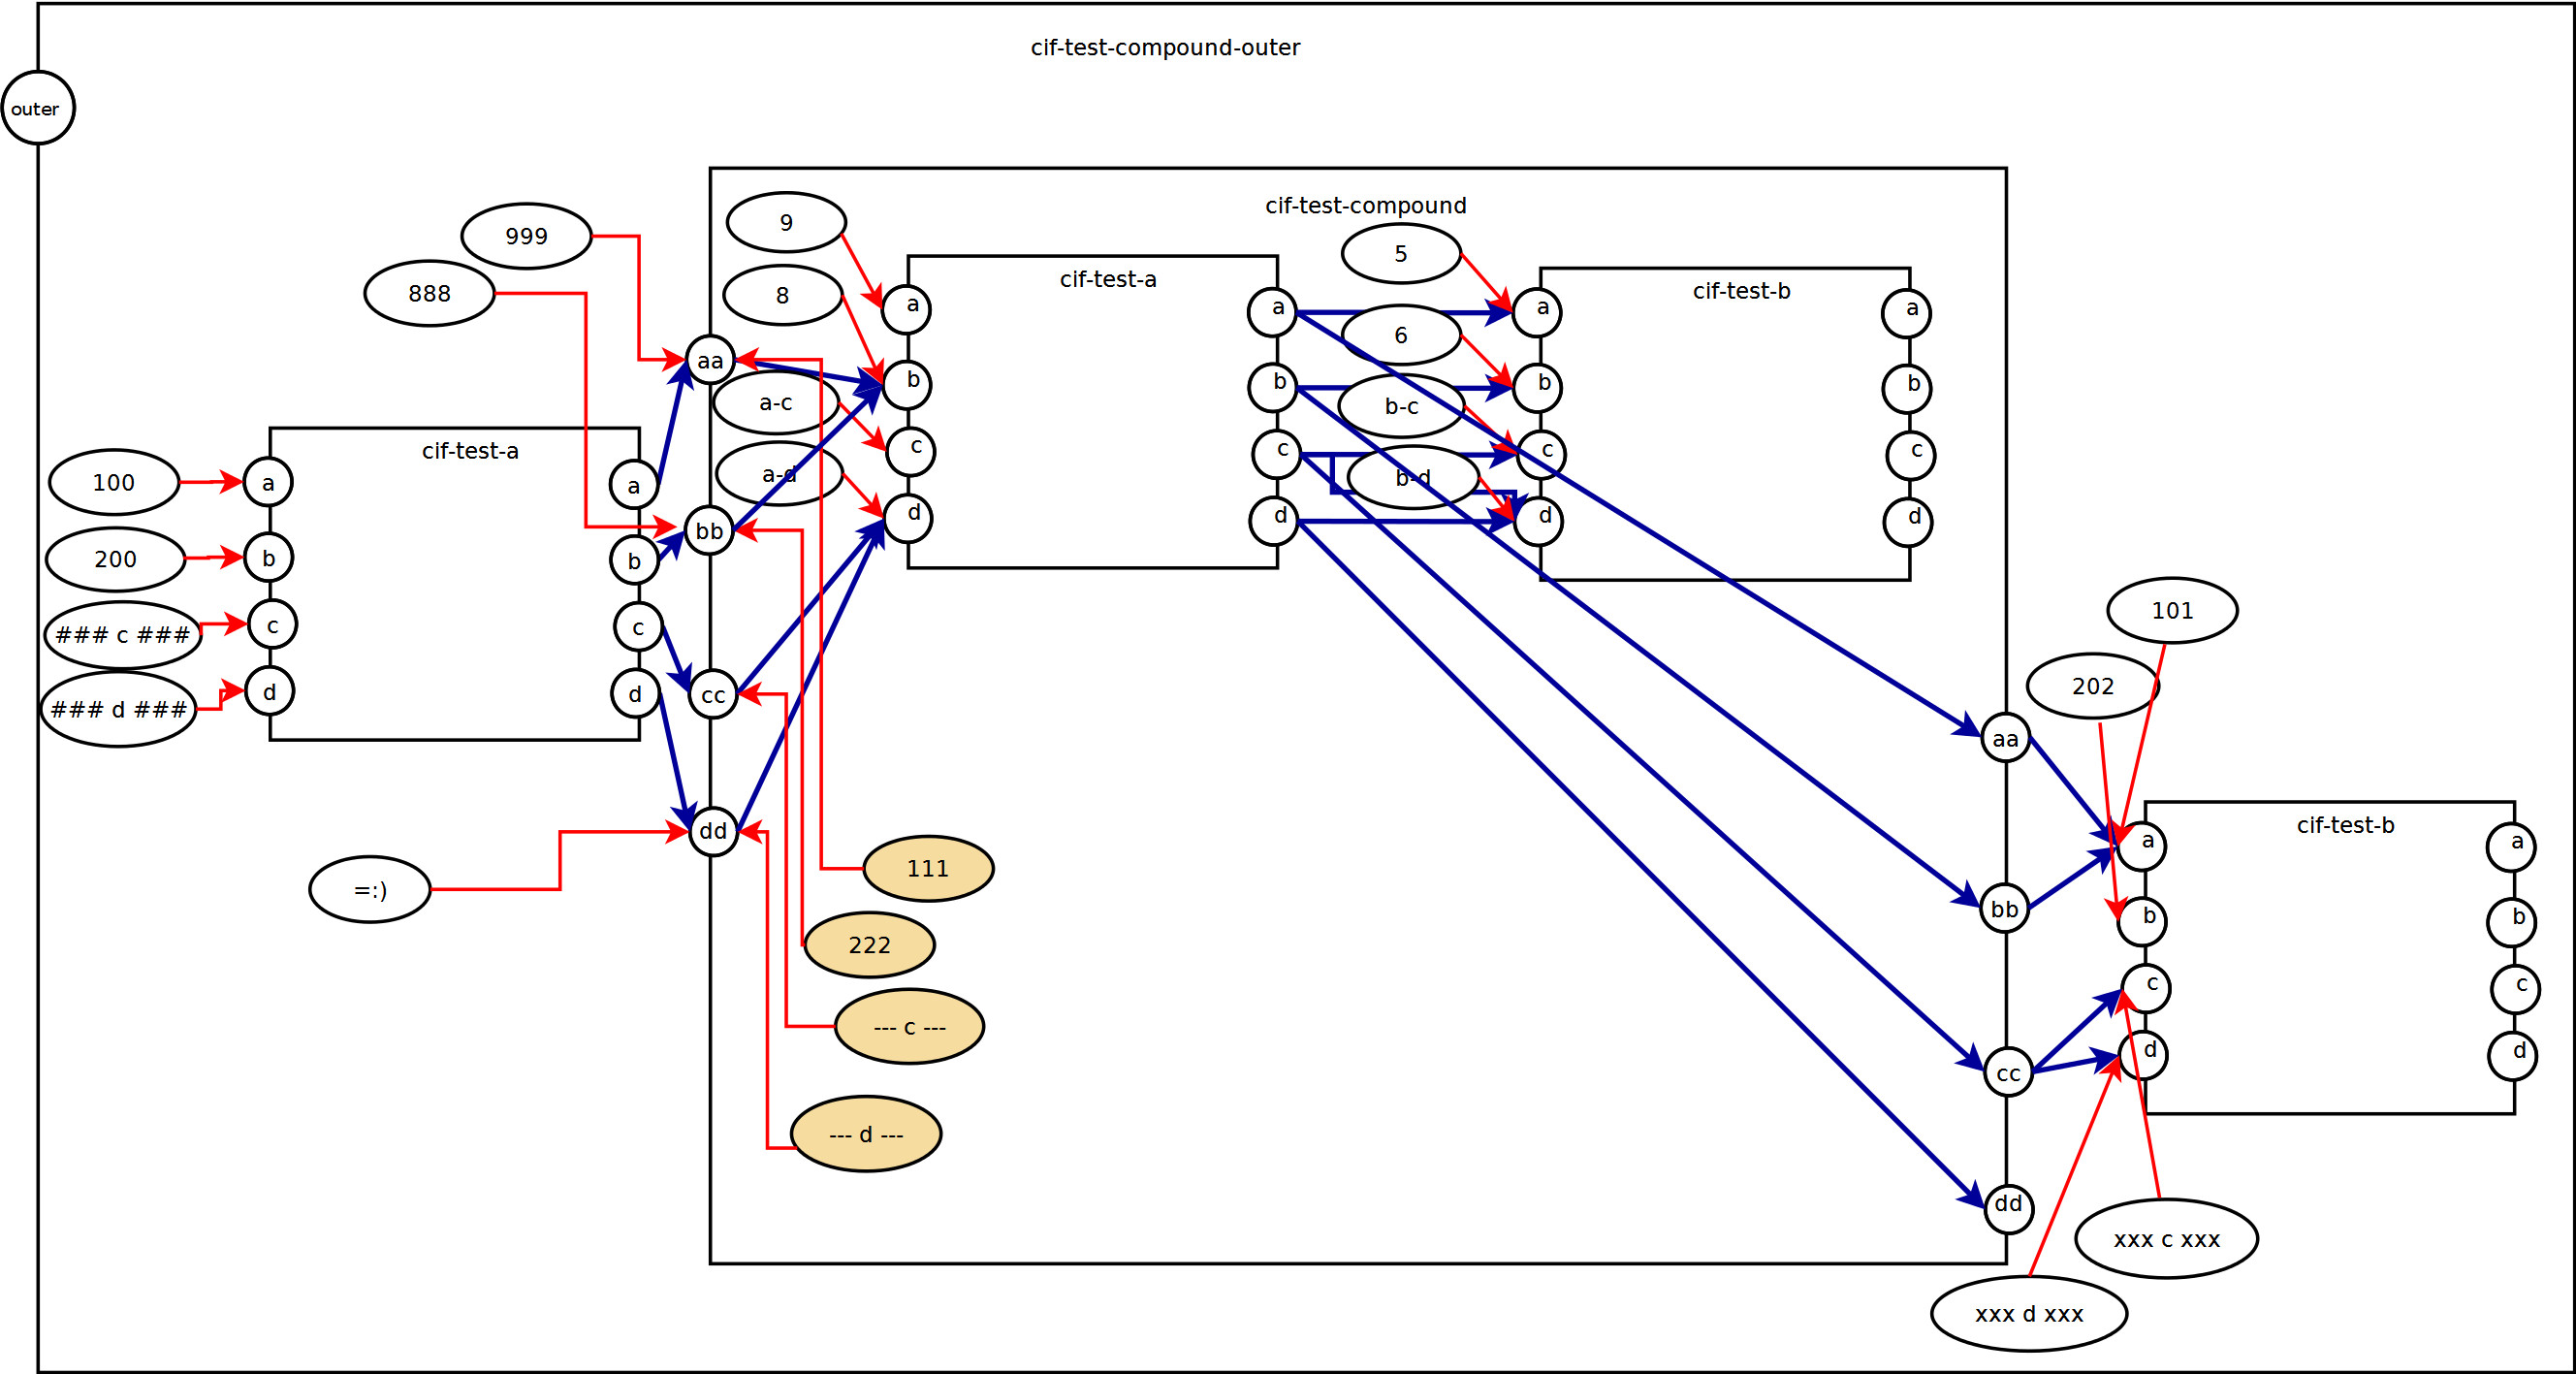 cif-test-compound-outer
outer
cif-test-compound
999
888
9
8
a-c
a-d
cif-test-a
a
b
c
d
a
b
c
d
5
6
b-c
b-d
cif-test-b
a
b
c
d
a
b
c
d
aa
bb
cc
dd
100
200
### c ###
### d ###
cif-test-a
a
b
c
d
a
b
c
d
=:)
111
222
--- c ---
--- d ---
101
202
aa
bb
cc
dd
cif-test-b
a
b
c
d
a
b
c
d
xxx c xxx
xxx d xxx